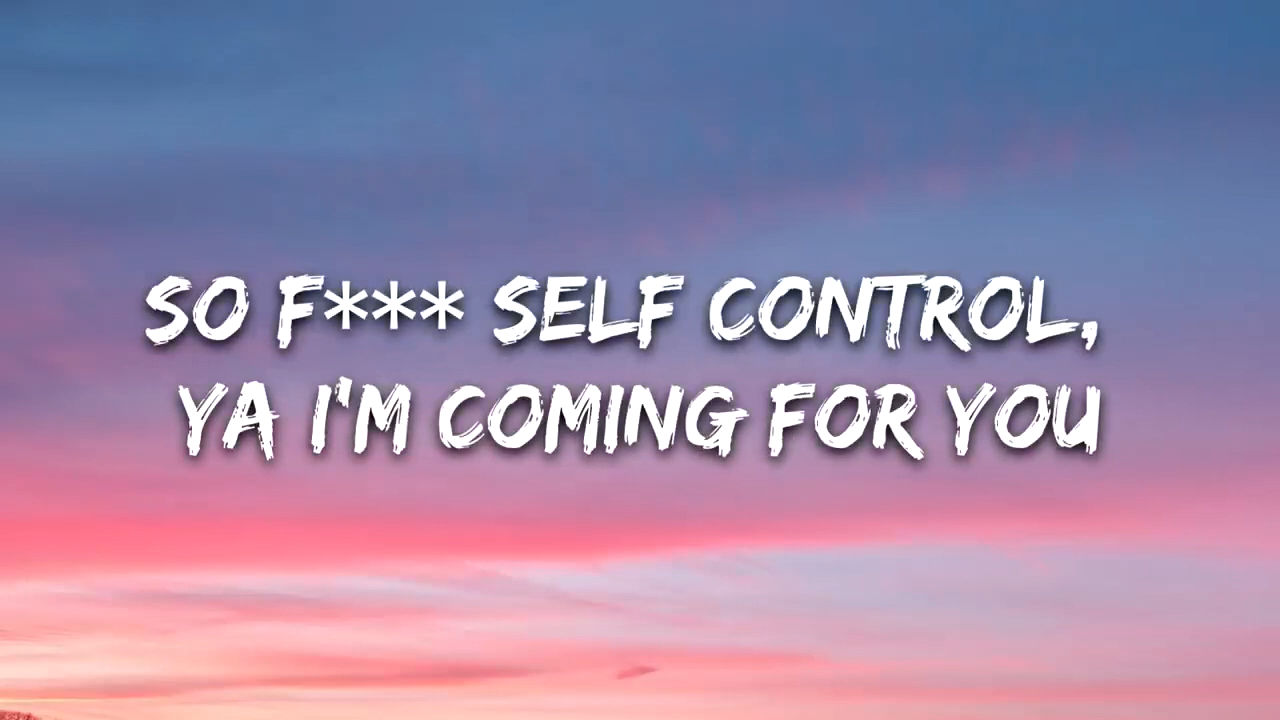 SO F*** SELF CONTROL,
YA I'M COMING FOR YOU